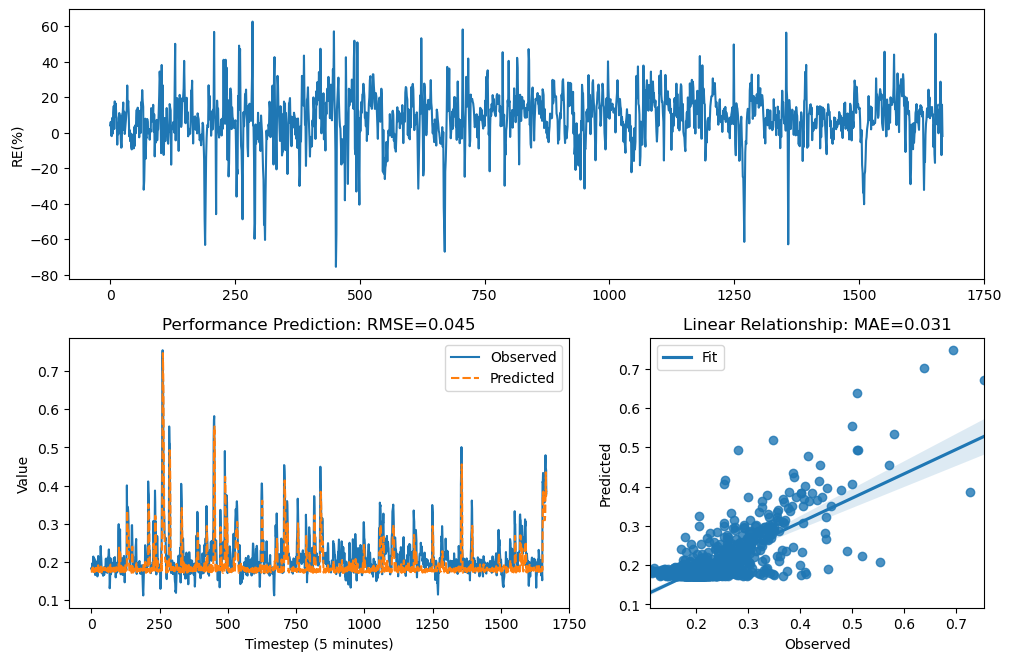 RE(%)
60
40
20
0
−20
−40
−60
−80
0 250 500 750 1000 1250 1500 1750
Performance Prediction: RMSE=0.045
Observed
Predicted
Value
0.7
0.6
0.5
0.4
0.3
0.2
0.1
0 250 500 750 1000 1250 1500 1750
Timestep (5 minutes)
Linear Relationship: MAE=0.031
Fit
Predicted
0.7
0.6
0.5
0.4
0.3
0.2
0.1
0.2 0.3 0.4 0.5 0.6 0.7
Observed